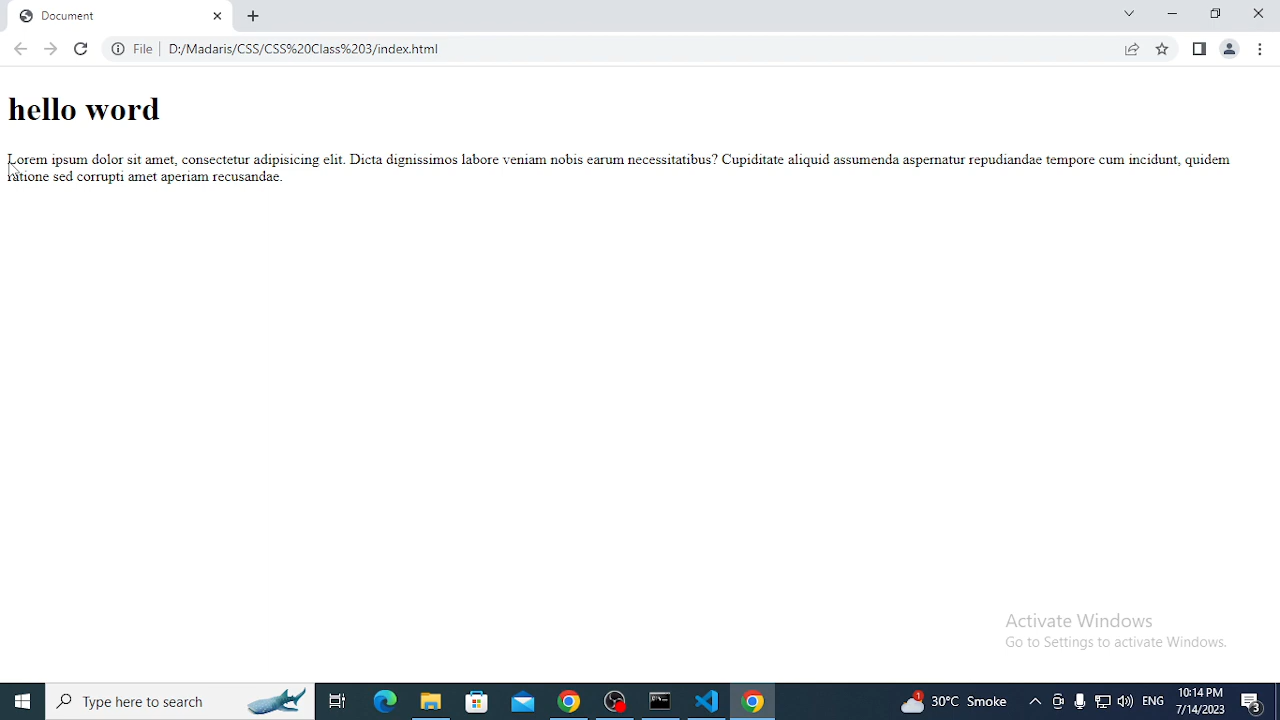 Document
File
D:/Madaris/CSS/CSS%20Class%203/index.html
hello word
Lorem ipsum dolor sit amet, consectetur adipisicing elit. Dicta dignissimos labore veniam nobis earum necessitatibus? Cupiditate aliquid assumenda aspernatur repudiandae tempore cum incidunt, quidem
ratione sed corrupti amet aperiam recusandae.
Activate Windows
Go to Settings to activate Windows.
Type here to search
1
30°C Smoke
ENG
10:14 PM
7/14/2023
3